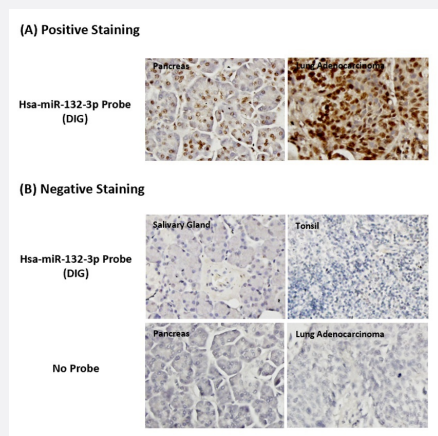 (A) Positive Staining
Pancreas
Lung Adenocarcinoma
Hsa-miR-132-3p Probe
(DIG)
(B) Negative Staining
Salivary Gland
Tonsil
Hsa-miR-132-3p Probe
(DIG)
Pancreas
Lung Adenocarcinoma
No Probe